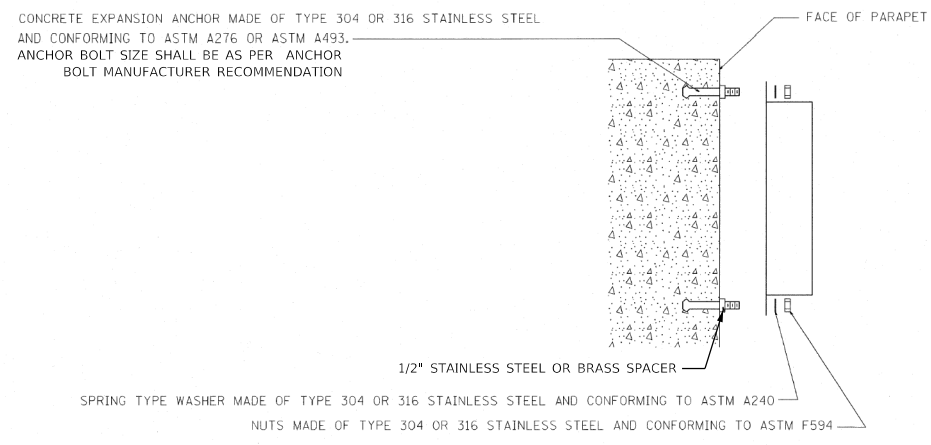 CONCRETE EXPANSION ANCHOR MADE OF TYPE 304 OR 316 STAINLESS STEEL
AND CONFORMING TO ASTM A276 OR ASTM A493.
ANCHOR BOLT SIZE SHALL BE AS PER ANCHOR
BOLT MANUFACTURER RECOMMENDATION
FACE OF PARAPET
1/2" STAINLESS STEEL OR BRASS SPACER
SPRING TYPE WASHER MADE OF TYPE 304 OR 316 STAINLESS STEEL AND CONFORMING TO ASTM A240
NUTS MADE OF TYPE 304 OR 316 STAINLESS STEEL AND CONFORMING TO ASTM F594